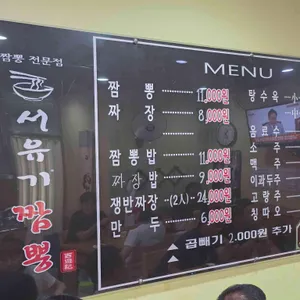 짬뽕 전문점
서유기 짬뽕
MENU
짬 뽕 ········ 11,000원
짜 장 ········ 8,000원
짬 뽕 밥 ········ 11,000원
짜 장 밥 ········ 9,000원
쟁반짜장 ···(2人)··· 24,000원
만 두 ········ 6,000원
▲ 곱빼기 2,000원 추가
탕 수 육
음 료 수
소 주
맥 주
이과두주
고 량 주
칭 따 오